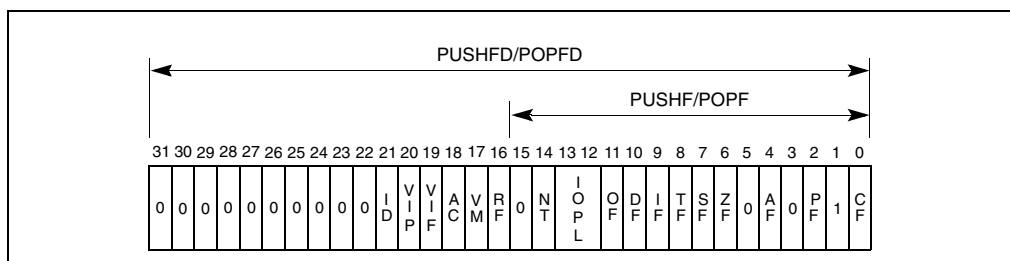 PUSHFD/POPFD
PUSHF/POPF
31 30 29 28 27 26 25 24 23 22 21 20 19 18 17 16 15 14 13 12 11 10 9 8 7 6 5 4 3 2 1 0
0 0 0 0 0 0 0 0 0 0 ID VIP VIF AC VM RF 0 NT IOPL OF DF IF TF SF ZF 0 AF 0 PF 1 CF